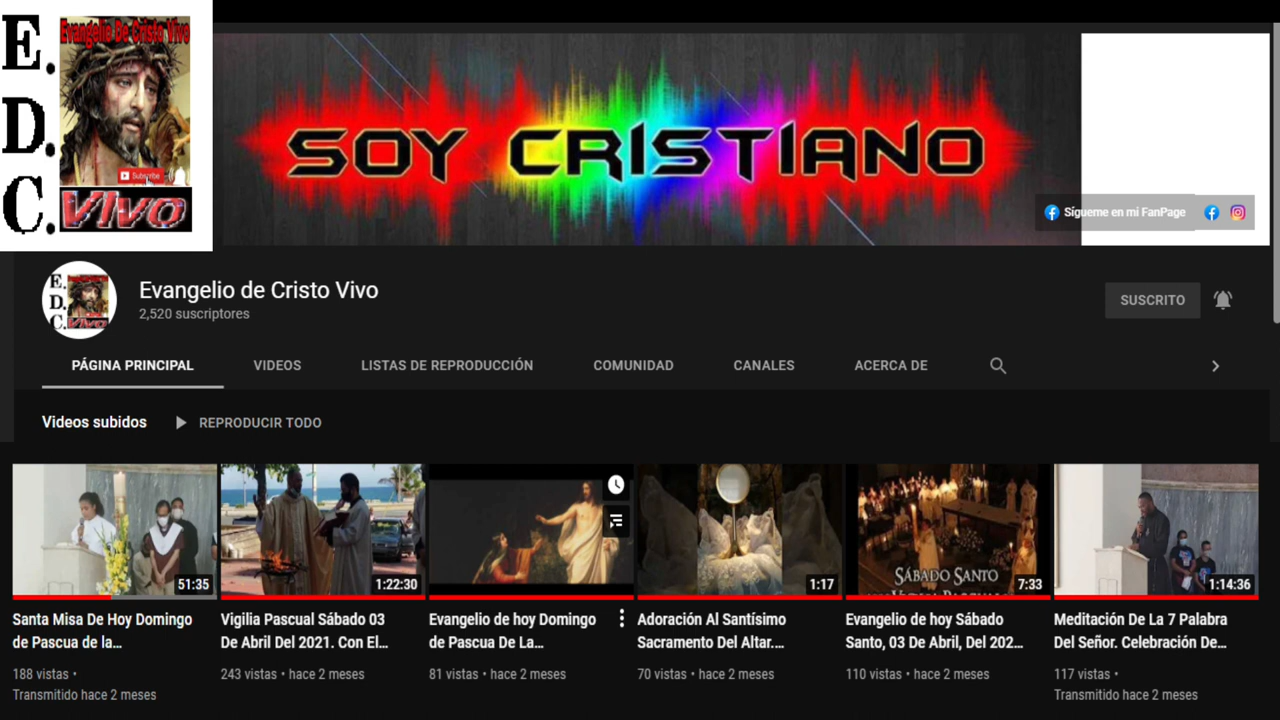 E.
D.
C.
Evangelio De Cristo Vivo
Subscribe
Vivo
SOY CRISTIANO
Sígueme en mi FanPage
E.
D.
C.
Vivo
Evangelio de Cristo Vivo
2,520 suscriptores
SUSCRITO
PÁGINA PRINCIPAL
VIDEOS
LISTAS DE REPRODUCCIÓN
COMUNIDAD
CANALES
ACERCA DE
Videos subidos
REPRODUCIR TODO
51:35
Santa Misa De Hoy Domingo
de Pascua de la…
188 vistas •
Transmitido hace 2 meses
1:22:30
Vigilia Pascual Sábado 03
De Abril Del 2021. Con El…
243 vistas • hace 2 meses
Evangelio de hoy Domingo
de Pascua De La…
81 vistas • hace 2 meses
1:17
Adoración Al Santísimo
Sacramento Del Altar.…
70 vistas • hace 2 meses
SÁBADO SANTO
7:33
Evangelio de hoy Sábado
Santo, 03 De Abril, Del 202…
110 vistas • hace 2 meses
1:14:36
Meditación De La 7 Palabra
Del Señor. Celebración De…
117 vistas •
Transmitido hace 2 meses